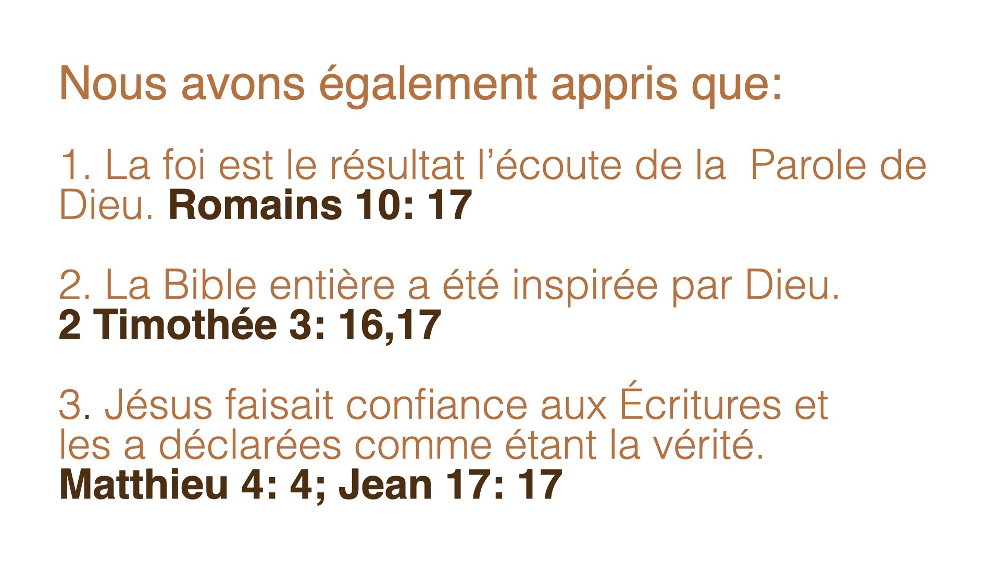 Nous avons également appris que:
1. La foi est le résultat l’écoute de la  Parole de
Dieu. Romains 10: 17
2. La Bible entière a été inspirée par Dieu.
2 Timothée 3: 16,17
3. Jésus faisait confiance aux Écritures et
les a déclarées comme étant la vérité.
Matthieu 4: 4; Jean 17: 17